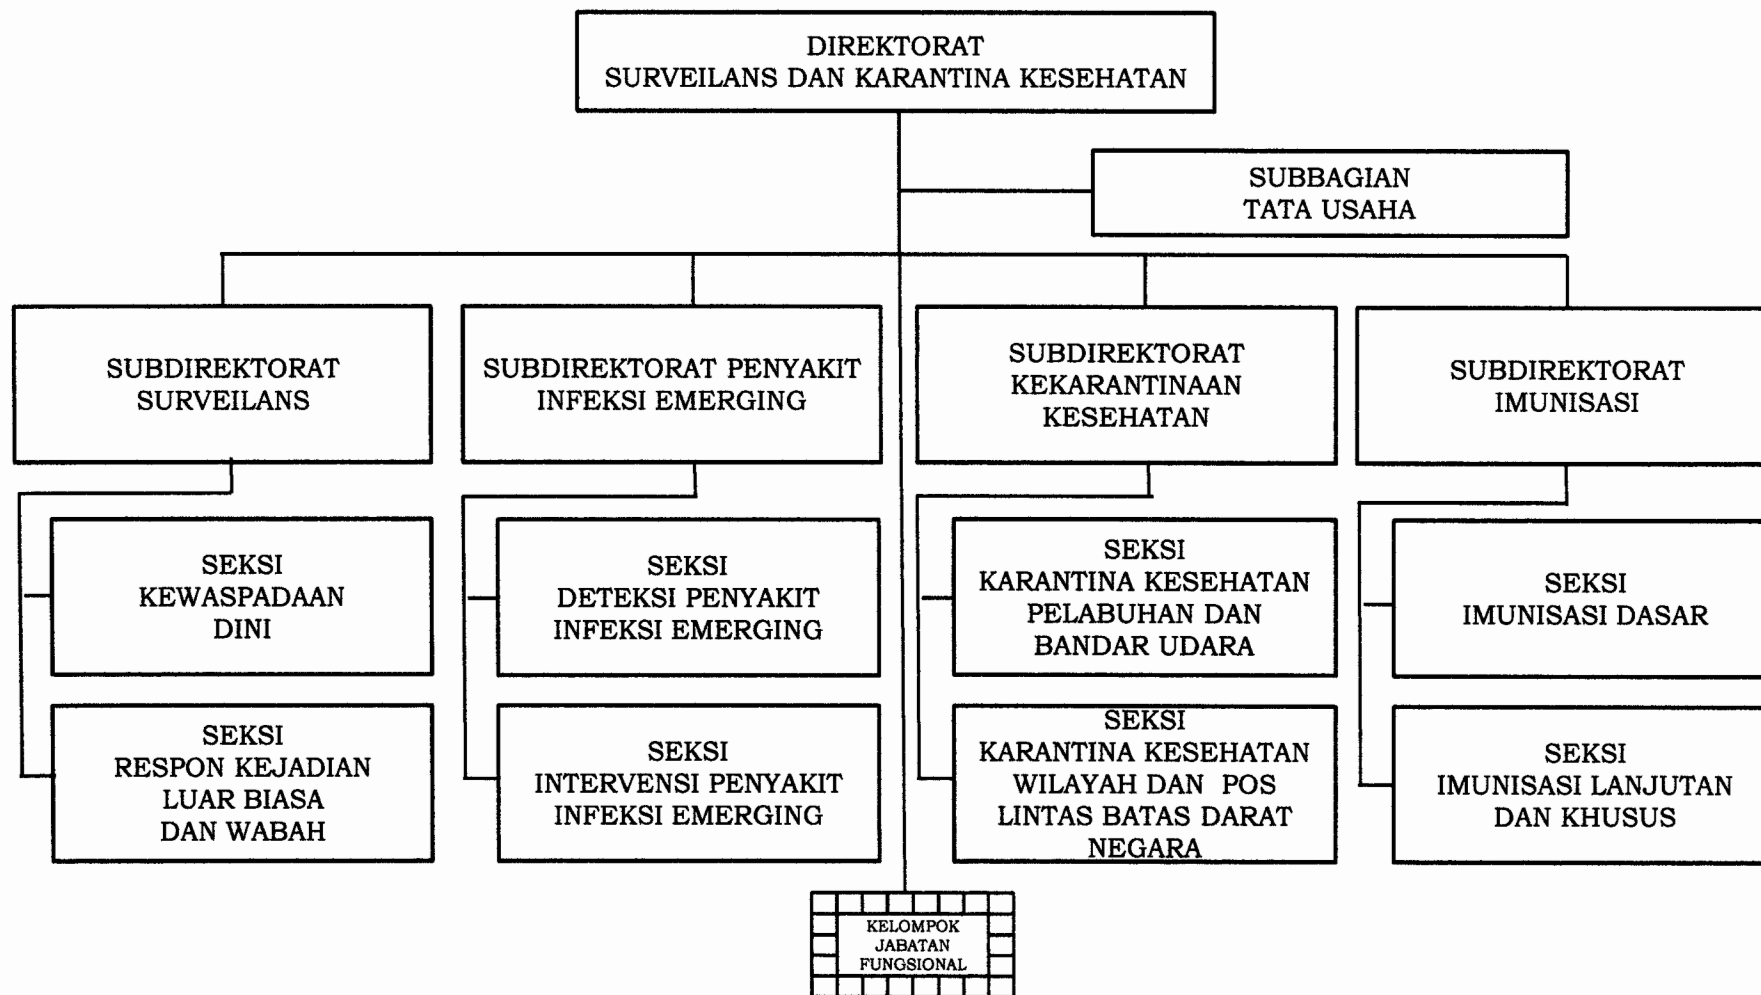 DIREKTORAT
SURVEILANS DAN KARANTINA KESEHATAN
SUBBAGIAN
TATA USAHA
SUBDIREKTORAT
SURVEILANS
SUBDIREKTORAT PENYAKIT
INFEKSI EMERGING
SUBDIREKTORAT
KEKARANTINAAN
KESEHATAN
SUBDIREKTORAT
IMUNISASI
SEKSI
KEWASPADAAN
DINI
SEKSI
DETEKSI PENYAKIT
INFEKSI EMERGING
SEKSI
KARANTINA KESEHATAN
PELABUHAN DAN
BANDAR UDARA
SEKSI
IMUNISASI DASAR
SEKSI
RESPON KEJADIAN
LUAR BIASA
DAN WABAH
SEKSI
INTERVENSI PENYAKIT
INFEKSI EMERGING
SEKSI
KARANTINA KESEHATAN
WILAYAH DAN POS
LINTAS BATAS DARAT
NEGARA
SEKSI
IMUNISASI LANJUTAN
DAN KHUSUS
KELOMPOK
JABATAN
FUNGSIONAL